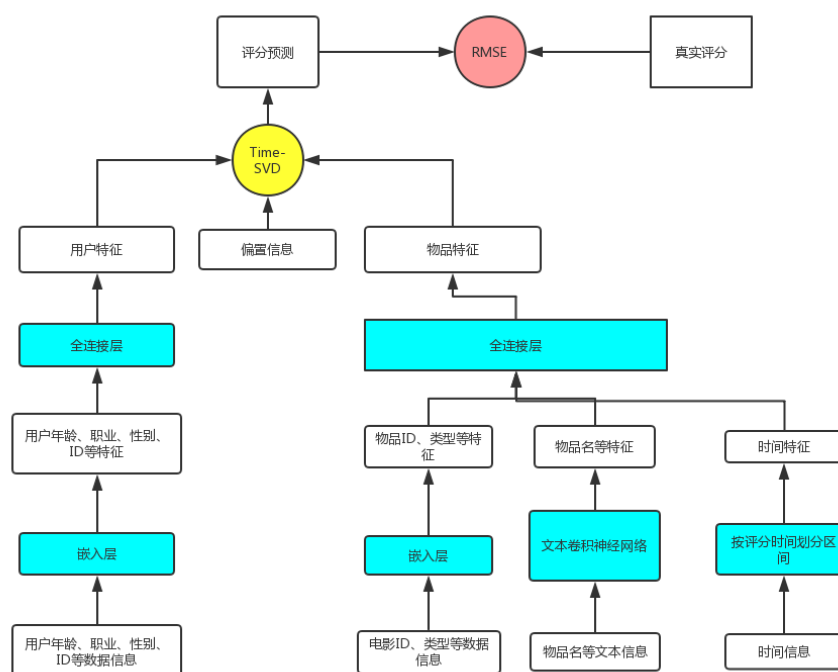 评分预测
RMSE
真实评分
Time-
SVD
用户特征
偏置信息
物品特征
全连接层
全连接层
用户年龄、职业、性别、
ID等特征
物品ID、类型等特
征
物品名等特征
时间特征
嵌入层
嵌入层
文本卷积神经网络
按评分时间划分区
间
用户年龄、职业、性别、
ID等数据信息
电影ID、类型等数据
信息
物品名等文本信息
时间信息